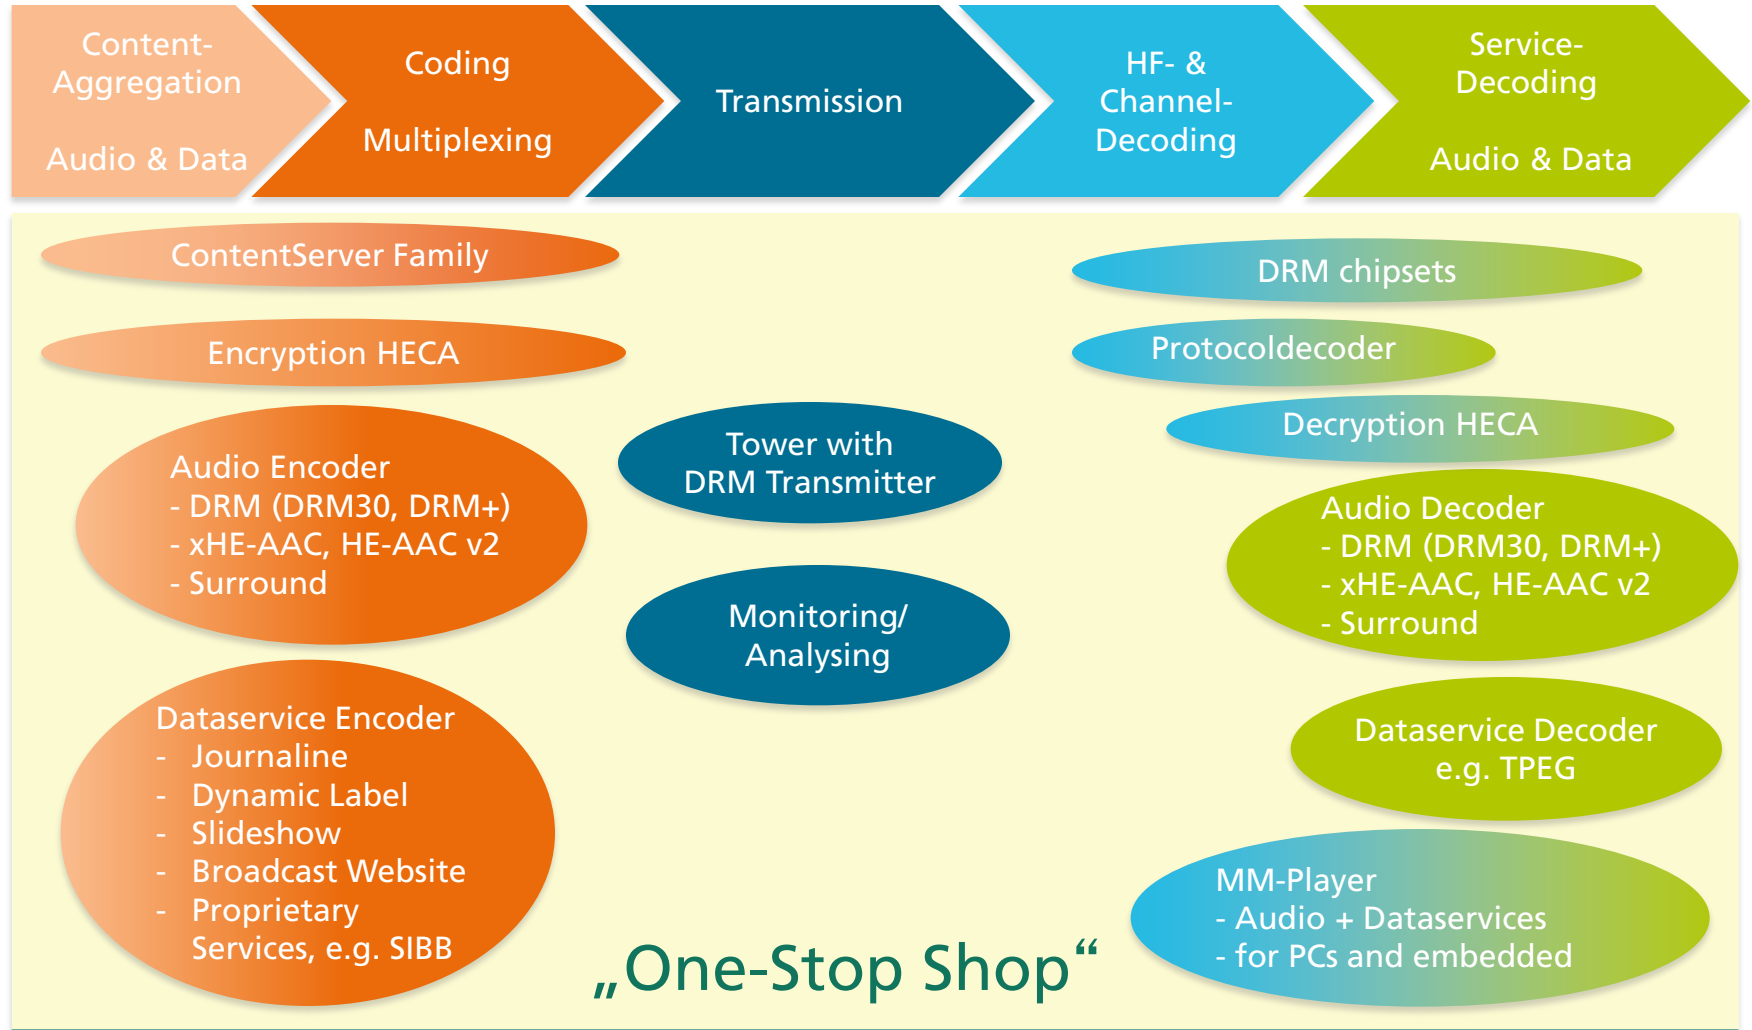 Content-
Aggregation
Audio & Data
Coding
Multiplexing
Transmission
HF- &
Channel-
Decoding
Service-
Decoding
Audio & Data
ContentServer Family
Encryption HECA
Audio Encoder
- DRM (DRM30, DRM+)
- xHE-AAC, HE-AAC v2
- Surround
Dataservice Encoder
- Journaline
- Dynamic Label
- Slideshow
- Broadcast Website
- Proprietary
Services, e.g. SIBB
Tower with
DRM Transmitter
Monitoring/
Analysing
DRM chipsets
Protocoldecoder
Decryption HECA
Audio Decoder
- DRM (DRM30, DRM+)
- xHE-AAC, HE-AAC v2
- Surround
Dataservice Decoder
e.g. TPEG
MM-Player
- Audio + Dataservices
- for PCs and embedded
„One-Stop Shop“